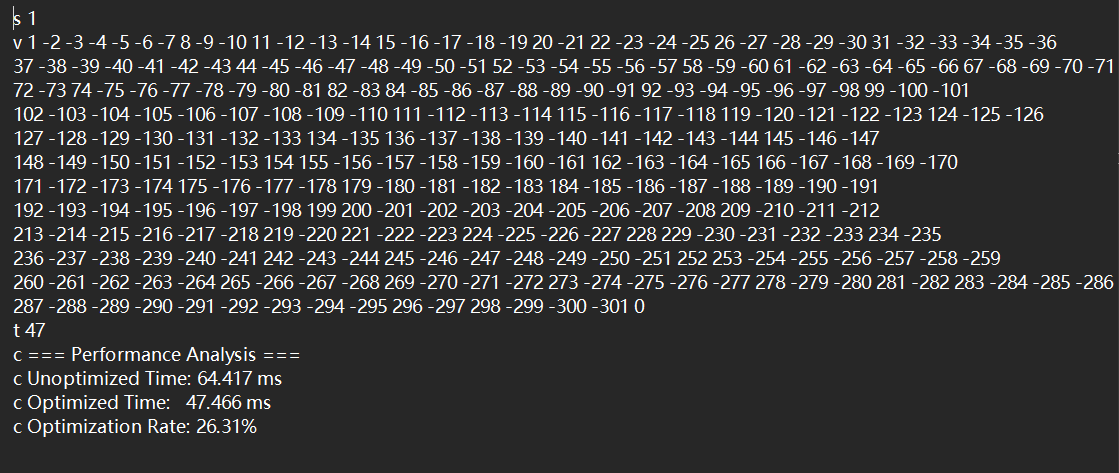 s 1
v 1 -2 -3 -4 -5 -6 -7 8 -9 -10 11 -12 -13 -14 15 -16 -17 -18 -19 20 -21 22 -23 -24 -25 26 -27 -28 -29 -30 31 -32 -33 -34 -35 -36
37 -38 -39 -40 -41 -42 -43 44 -45 -46 -47 -48 -49 -50 -51 52 -53 -54 -55 -56 -57 58 -59 -60 61 -62 -63 -64 -65 -66 67 -68 -69 -70 -71
72 -73 74 -75 -76 -77 -78 -79 -80 -81 82 -83 84 -85 -86 -87 -88 -89 -90 -91 92 -93 -94 -95 -96 -97 -98 99 -100 -101
102 -103 -104 -105 -106 -107 -108 -109 -110 111 -112 -113 -114 115 -116 -117 -118 119 -120 -121 -122 -123 124 -125 -126
127 -128 -129 -130 -131 -132 -133 134 -135 136 -137 -138 -139 -140 -141 -142 -143 -144 145 -146 -147
148 -149 -150 -151 -152 -153 154 155 -156 -157 -158 -159 -160 -161 162 -163 -164 -165 166 -167 -168 -169 -170
171 -172 -173 -174 175 -176 -177 -178 179 -180 -181 -182 -183 184 -185 -186 -187 -188 -189 -190 -191
192 -193 -194 -195 -196 -197 -198 199 200 -201 -202 -203 -204 -205 -206 -207 -208 209 -210 -211 -212
213 -214 -215 -216 -217 -218 219 -220 221 -222 -223 224 -225 -226 -227 228 229 -230 -231 -232 -233 234 -235
236 -237 -238 -239 -240 -241 242 -243 -244 245 -246 -247 -248 -249 -250 -251 252 253 -254 -255 -256 -257 -258 -259
260 -261 -262 -263 -264 265 -266 -267 -268 269 -270 -271 -272 273 -274 -275 -276 -277 278 -279 -280 281 -282 283 -284 -285 -286
287 -288 -289 -290 -291 -292 -293 -294 -295 296 -297 298 -299 -300 -301 0
t 47
c === Performance Analysis ===
c Unoptimized Time: 64.417 ms
c Optimized Time:   47.466 ms
c Optimization Rate: 26.31%